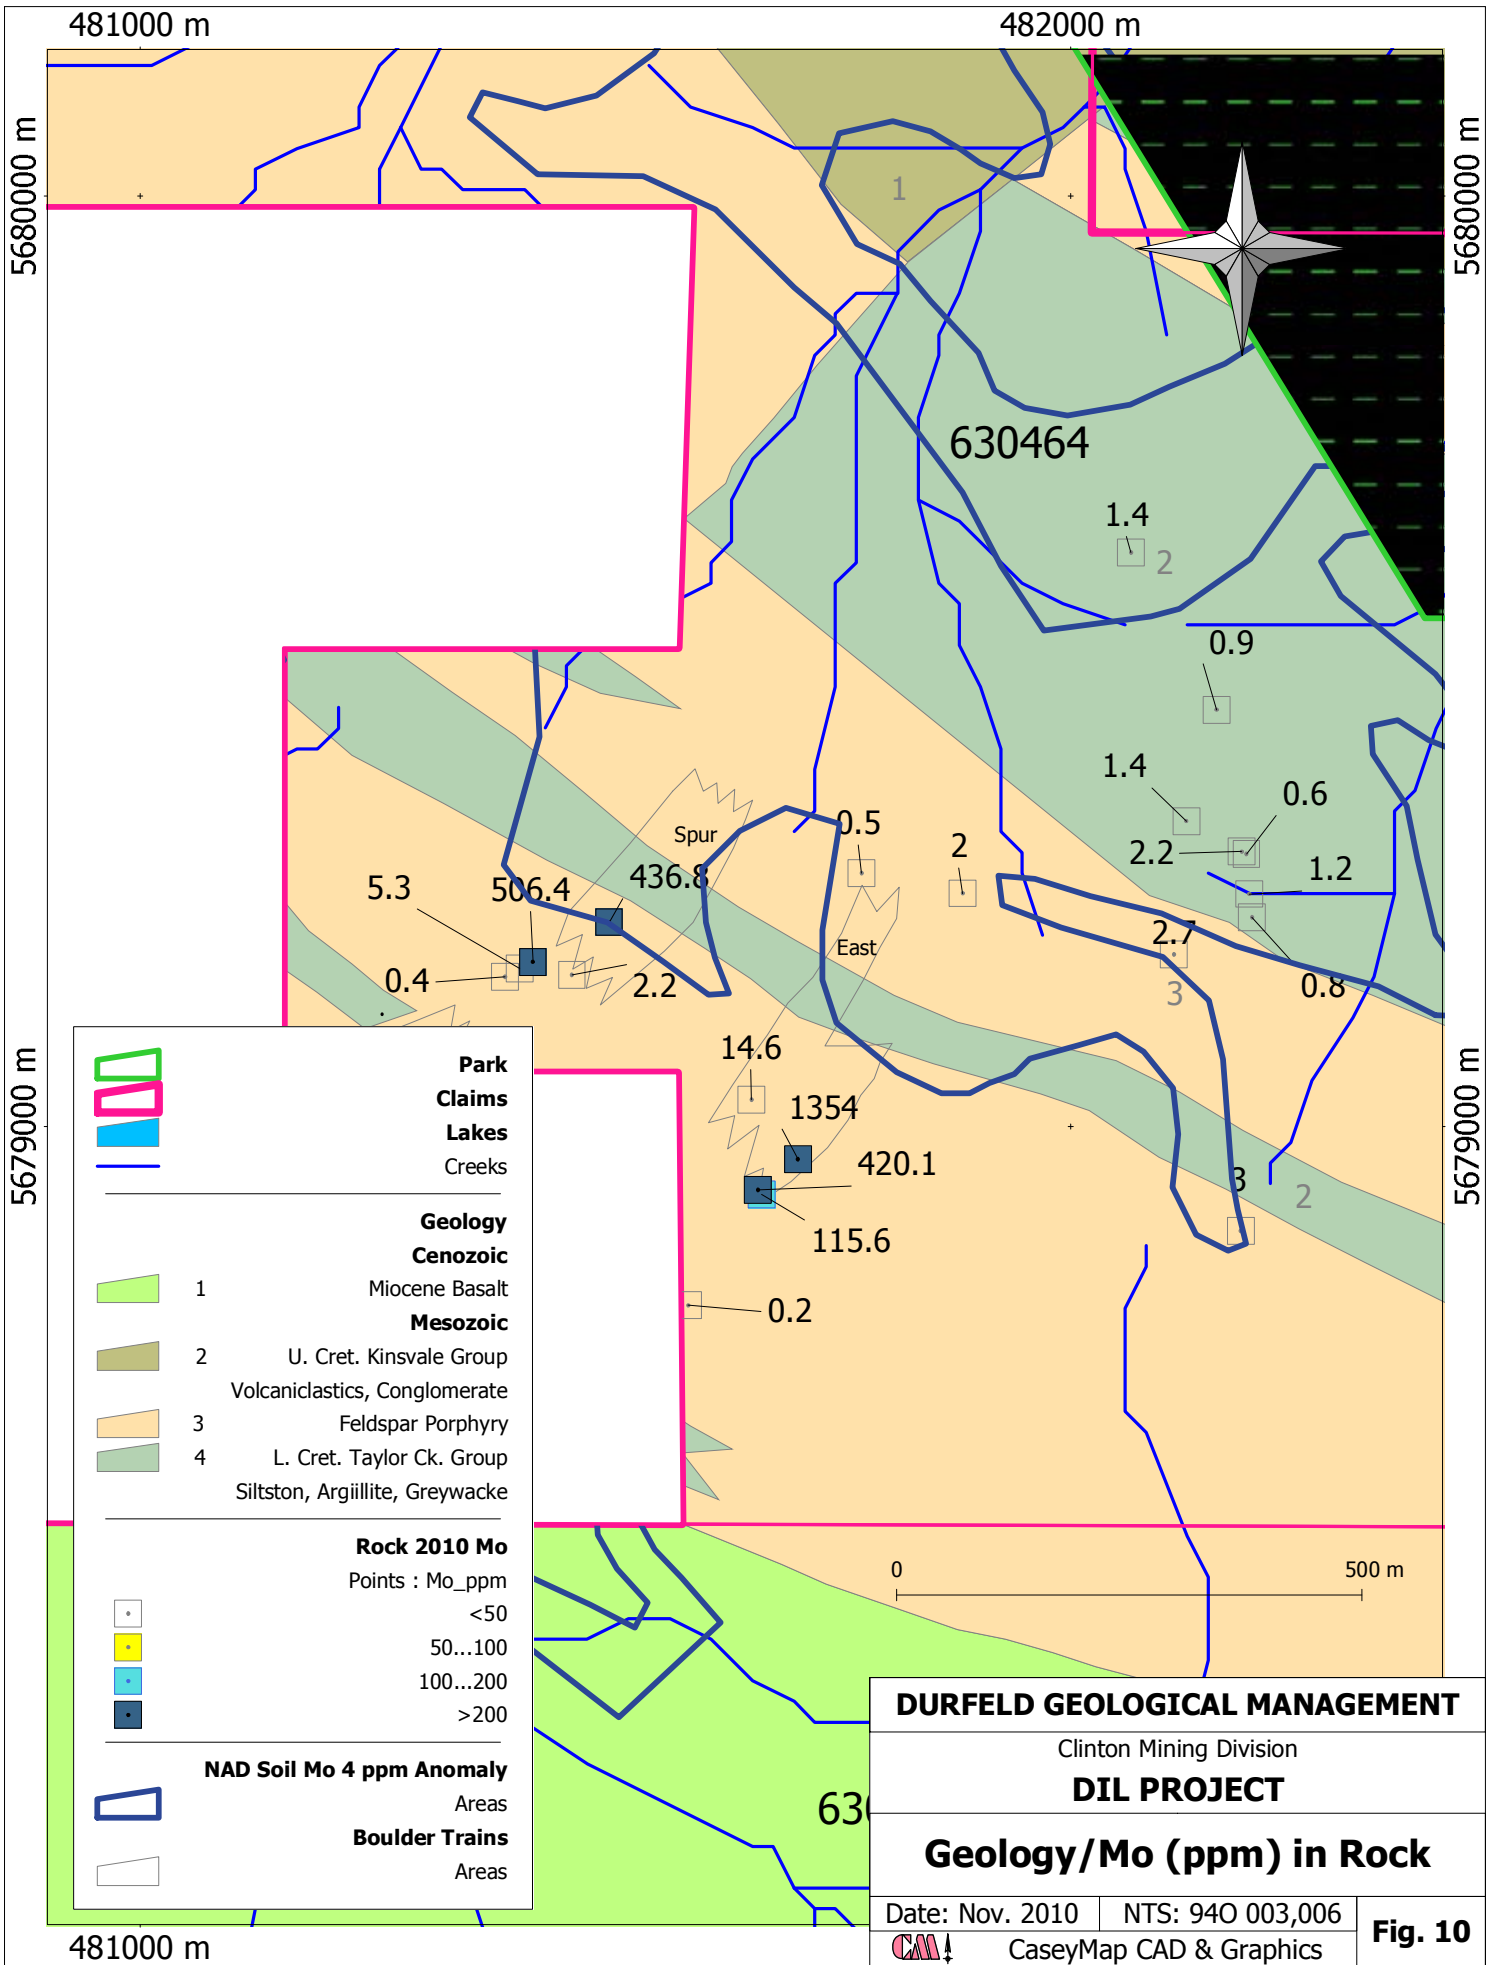 481000 m
482000 m
5680000 m
5680000 m
1
630464
1.4
2
0.9
1.4
0.6
2.2
1.2
0.8
Spur
0.5
2
436.8
506.4
5.3
0.4
2.2
East
2.7
3
14.6
1354
420.1
115.6
3
2
0.2
5679000 m
5679000 m
Park
Claims
Lakes
Creeks
Geology
Cenozoic
1 Miocene Basalt
Mesozoic
2 U. Cret. Kinsvale Group
Volcaniclastics, Conglomerate
3 Feldspar Porphyry
4 L. Cret. Taylor Ck. Group
Siltston, Argiillite, Greywacke
Rock 2010 Mo
Points : Mo_ppm
<50
50...100
100...200
>200
NAD Soil Mo 4 ppm Anomaly
Areas
Boulder Trains
Areas
0 500 m
DURFELD GEOLOGICAL MANAGEMENT
Clinton Mining Division
DIL PROJECT
Geology/Mo (ppm) in Rock
Date: Nov. 2010 NTS: 94O 003,006
Fig. 10
CaseyMap CAD & Graphics
481000 m